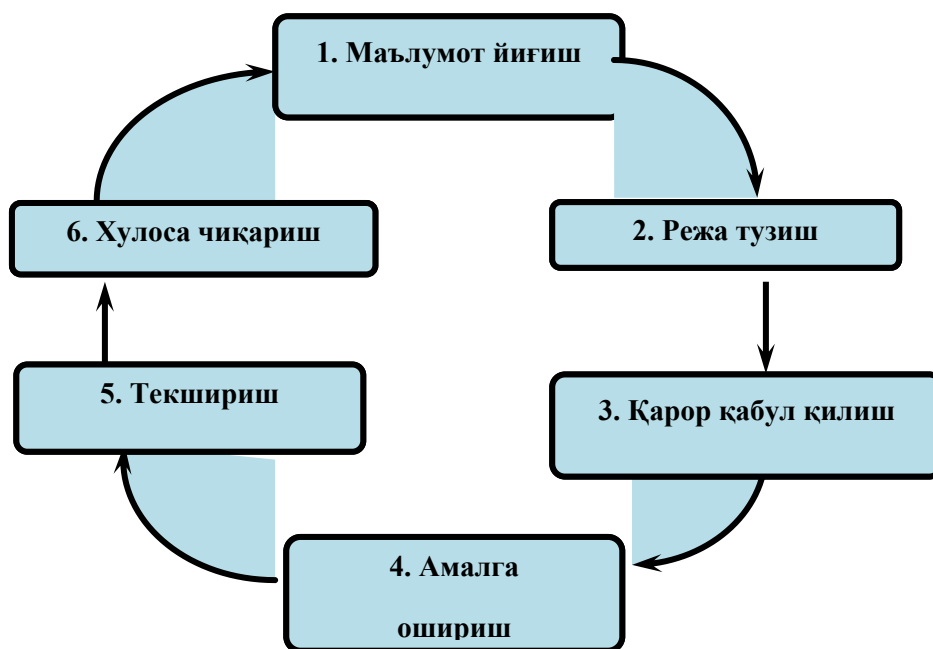 1. Маълумот йиғиш
2. Режа тузиш
3. Қарор қабул қилиш
4. Амалга
ошириш
5. Текшириш
6. Хулоса чиқариш